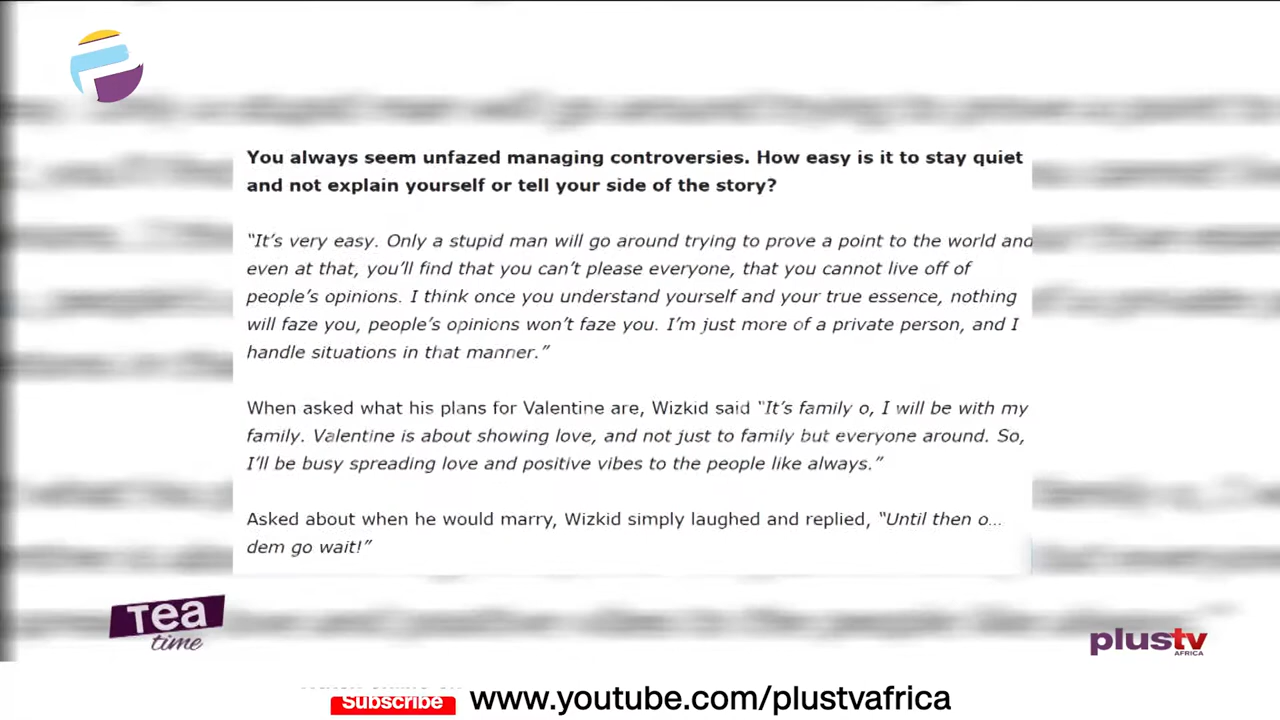 You always seem unfazed managing controversies. How easy is it to stay quiet
and not explain yourself or tell your side of the story?
“It’s very easy. Only a stupid man will go around trying to prove a point to the world and
even at that, you’ll find that you can’t please everyone, that you cannot live off of
people’s opinions. I think once you understand yourself and your true essence, nothing
will faze you, people’s opinions won’t faze you. I’m just more of a private person, and I
handle situations in that manner.”
When asked what his plans for Valentine are, Wizkid said “It’s family o, I will be with my
family. Valentine is about showing love, and not just to family but everyone around. So,
I’ll be busy spreading love and positive vibes to the people like always.”
Asked about when he would marry, Wizkid simply laughed and replied, “Until then o…
dem go wait!”
Tea
time
plustv
AFRICA
Subscribe www.youtube.com/plustvafrica